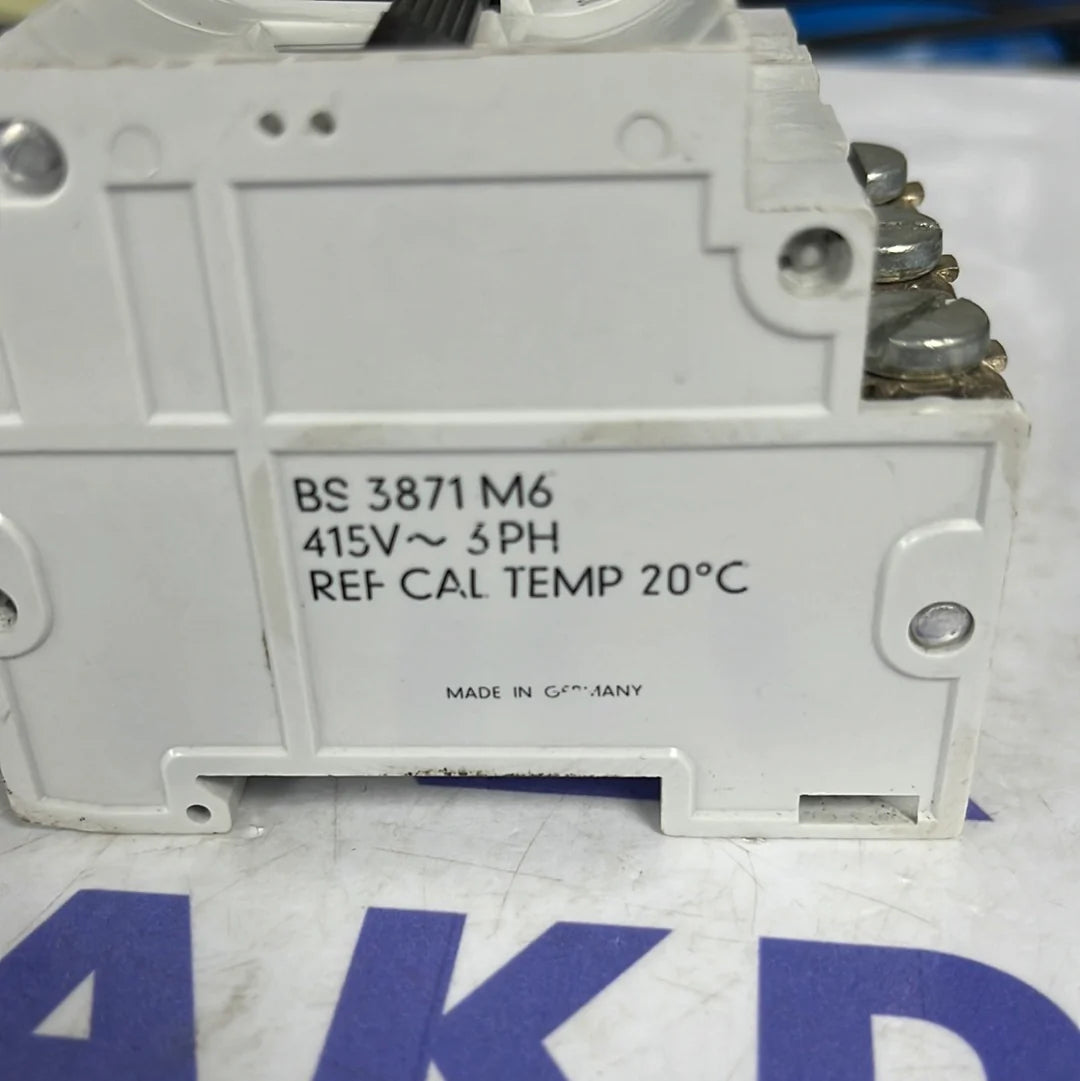 BS 3871 M6
415V~ 3PH
REF CAL TEMP 20°C
MADE IN GERMANY
AKD